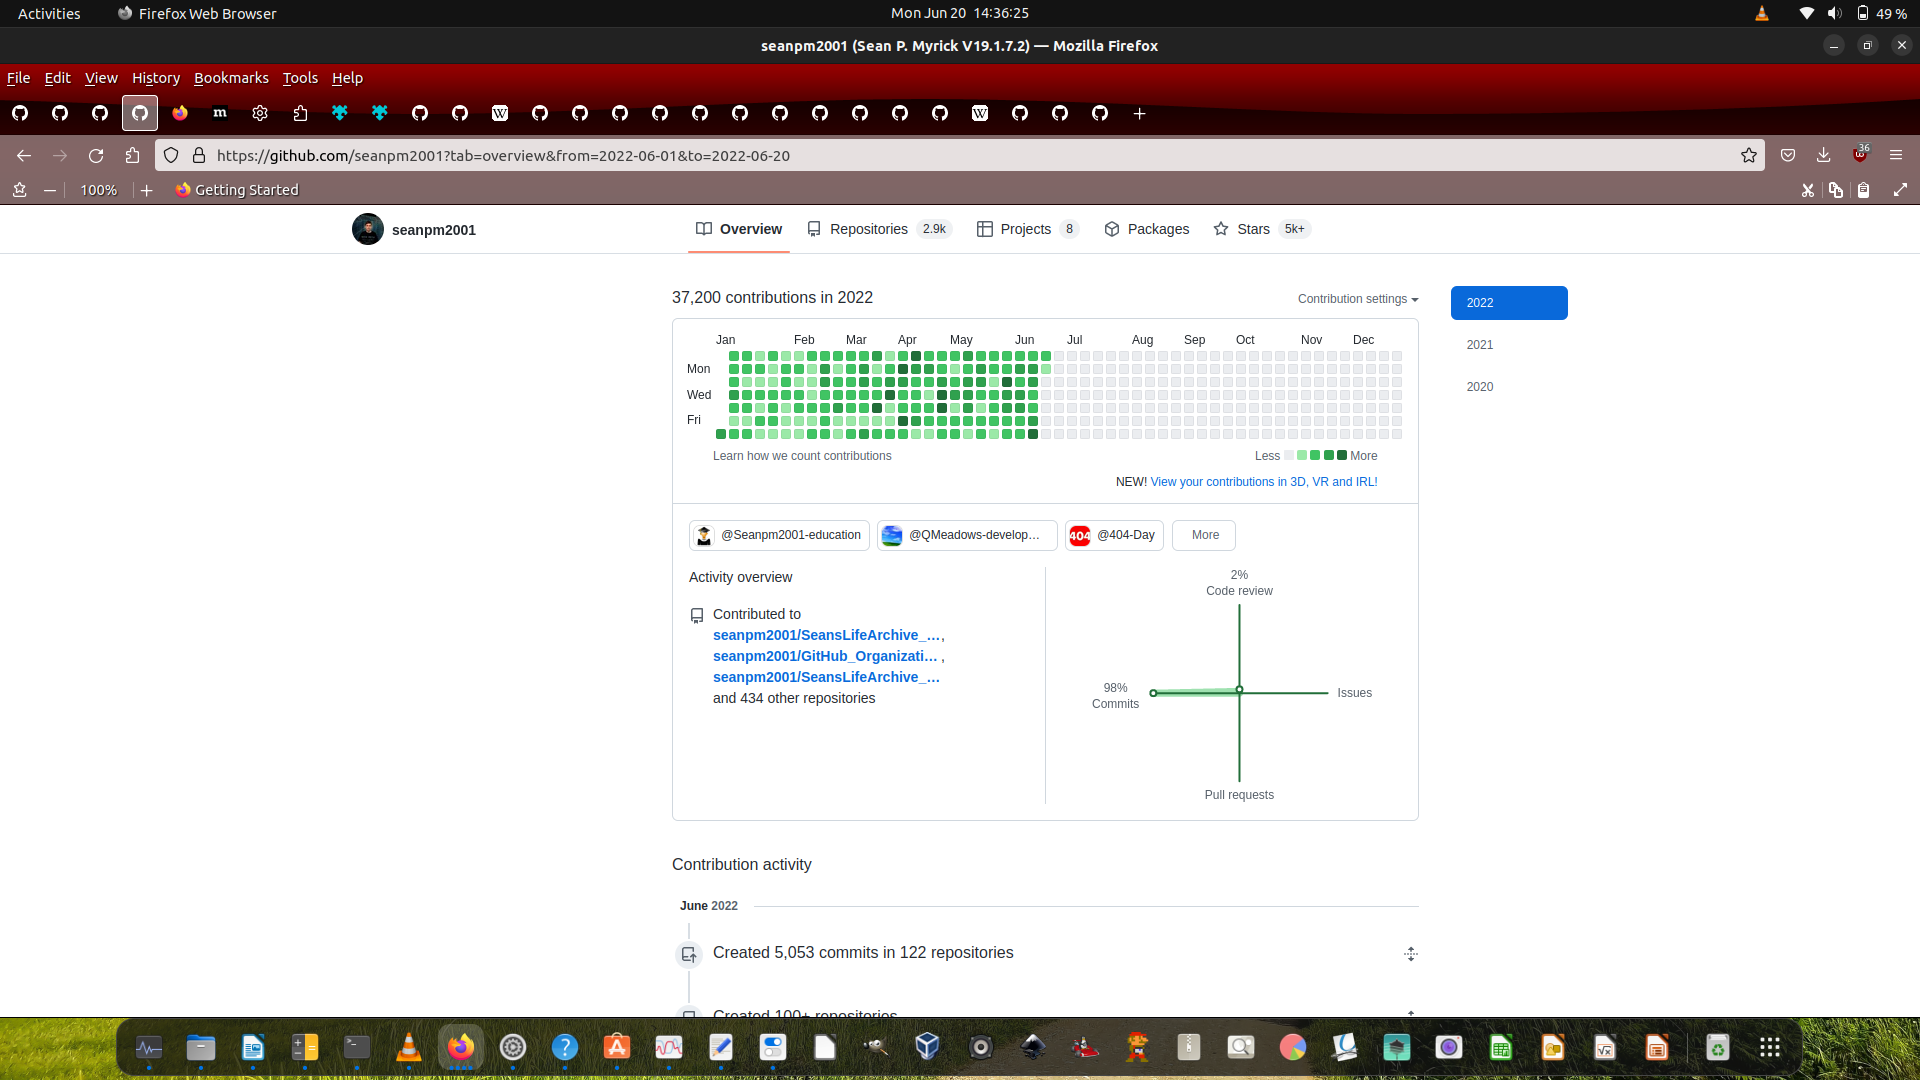 Activities
Firefox Web Browser
Mon Jun 20 14:36:25
49 %
seanpm2001 (Sean P. Myrick V19.1.7.2) — Mozilla Firefox
File Edit View History Bookmarks Tools Help
https://github.com/seanpm2001?tab=overview&from=2022-06-01&to=2022-06-20
36
100%
Getting Started
seanpm2001
Overview
Repositories 2.9k
Projects 8
Packages
Stars 5k+
37,200 contributions in 2022
Contribution settings
2022
2021
2020
Jan Feb Mar Apr May Jun Jul Aug Sep Oct Nov Dec
Mon
Wed
Fri
Learn how we count contributions
Less
More
NEW! View your contributions in 3D, VR and IRL!
@Seanpm2001-education
@QMeadows-develop…
404 @404-Day
More
Activity overview
Contributed to
seanpm2001/SeansLifeArchive_…,
seanpm2001/GitHub_Organizati… ,
seanpm2001/SeansLifeArchive_…
and 434 other repositories
2%
Code review
98%
Commits
Issues
Pull requests
Contribution activity
June 2022
Created 5,053 commits in 122 repositories
Created 100+ repositories